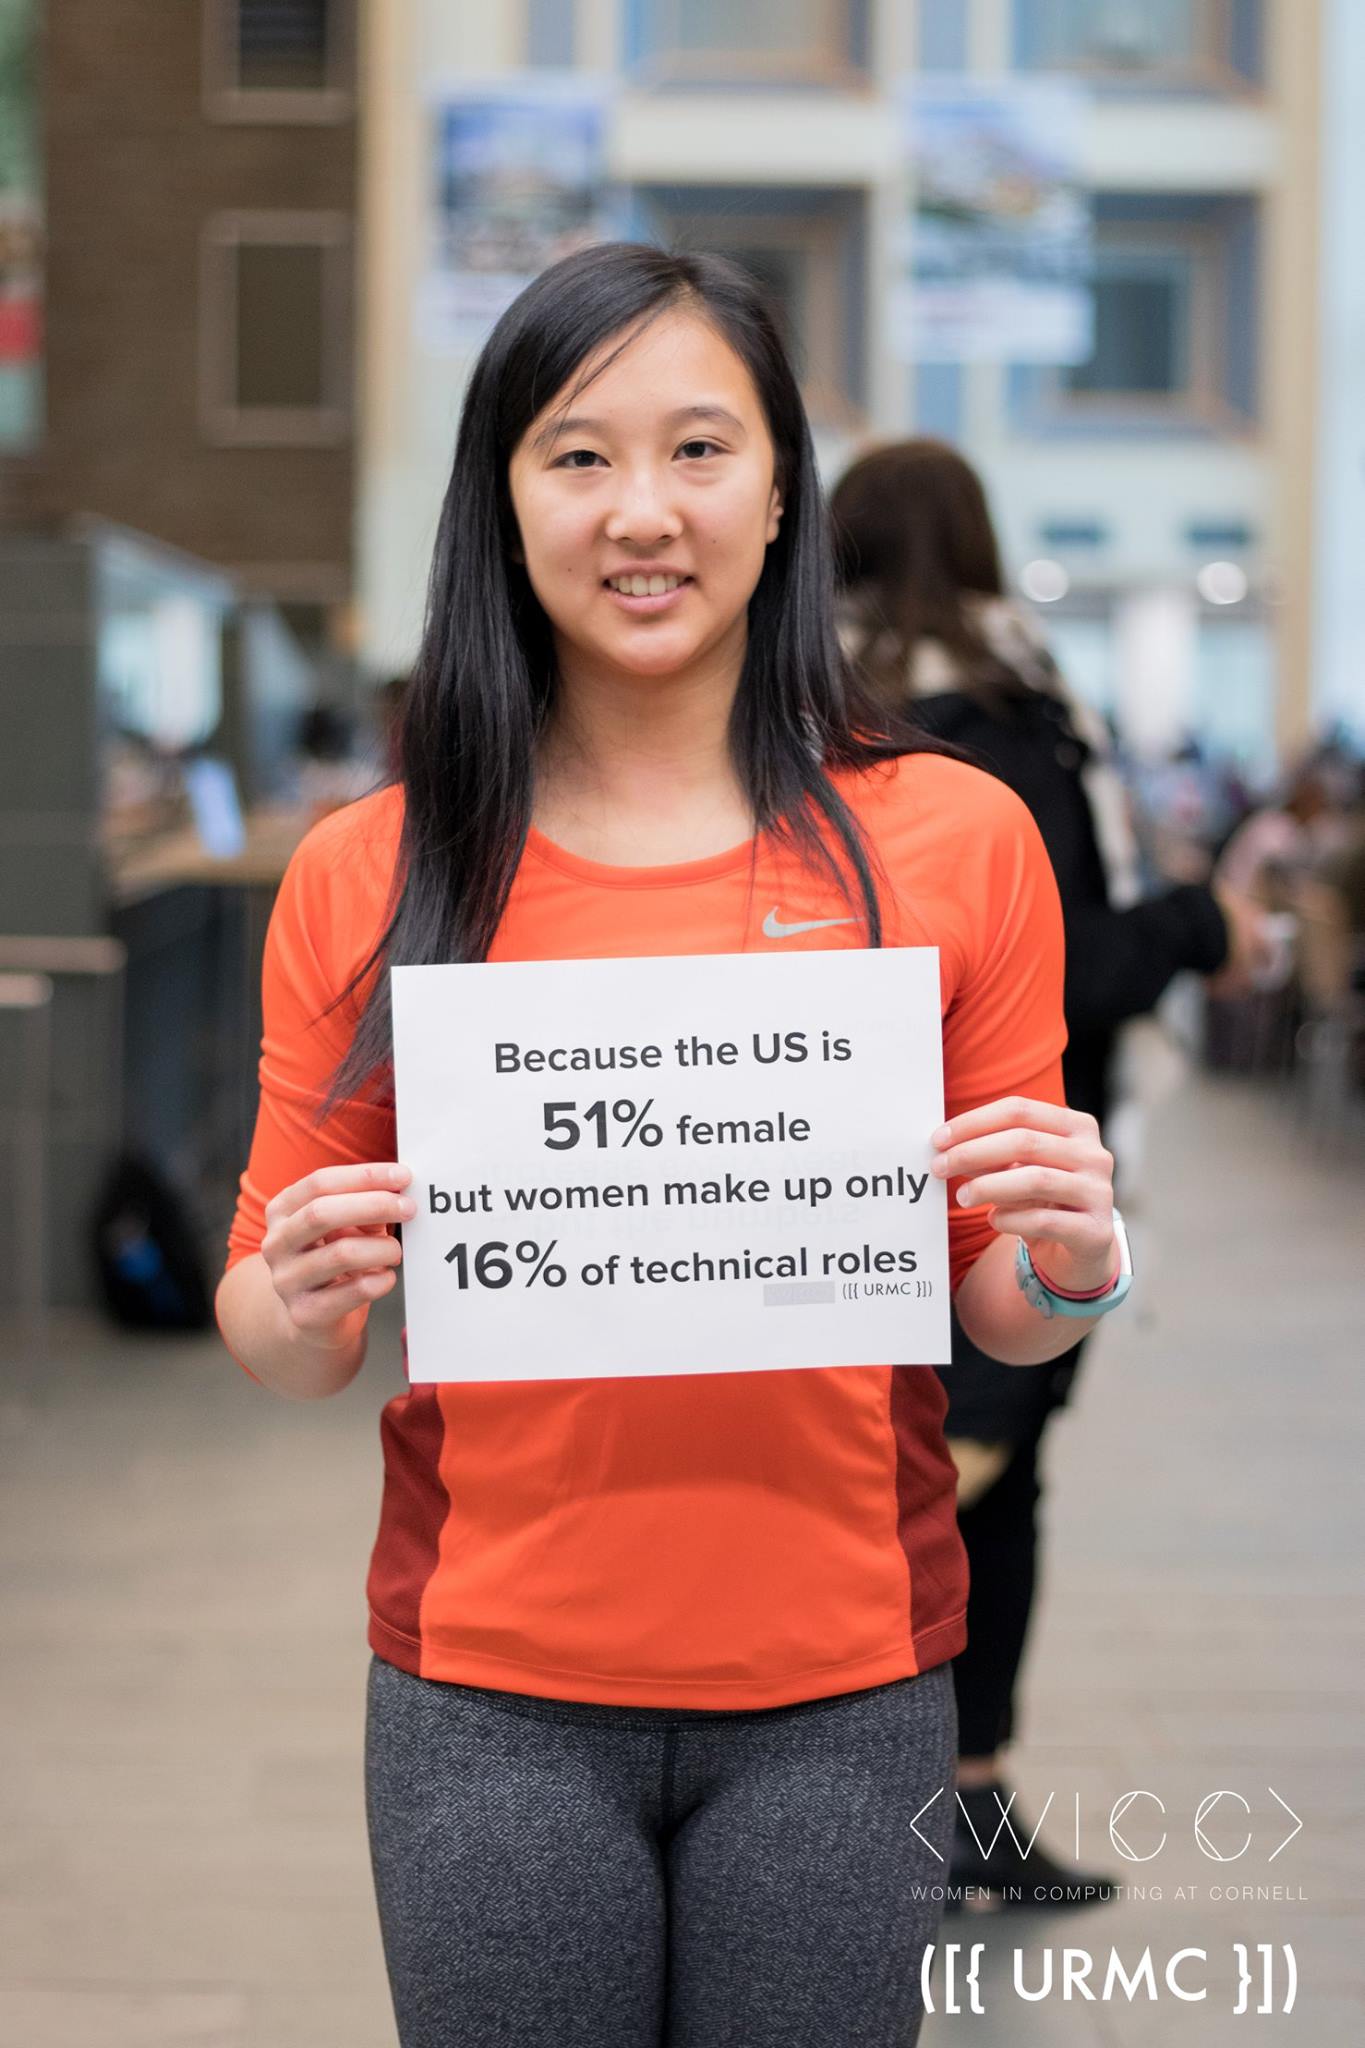 Because the US is
51% female
but women make up only
16% of technical roles
([{ URMC }])
<WICC>
WOMEN IN COMPUTING AT CORNELL
([{ URMC }])